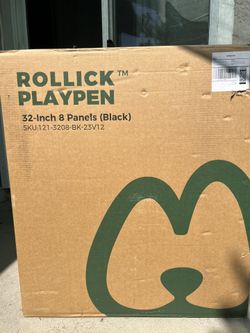 ROLLICK™
PLAYPEN
32-Inch 8 Panels (Black)
SKU:121-3208-BK-23V12